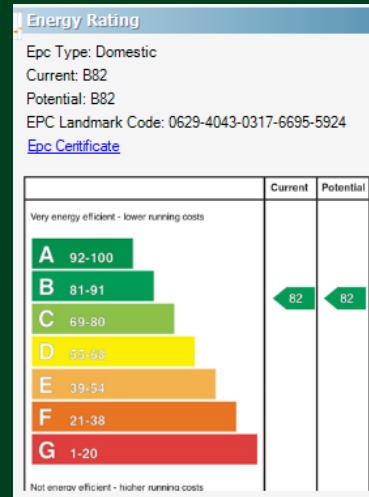 Energy Rating
Epc Type: Domestic
Current: B82
Potential: B82
EPC Landmark Code: 0629-4043-0317-6695-5924
Epc Ceritificate
Current Potential
Very energy efficient - lower running costs
A 92-100
B 81-91
82 82
C 69-80
D 55-68
E 39-54
F 21-38
G 1-20
Not energy efficient - higher running costs